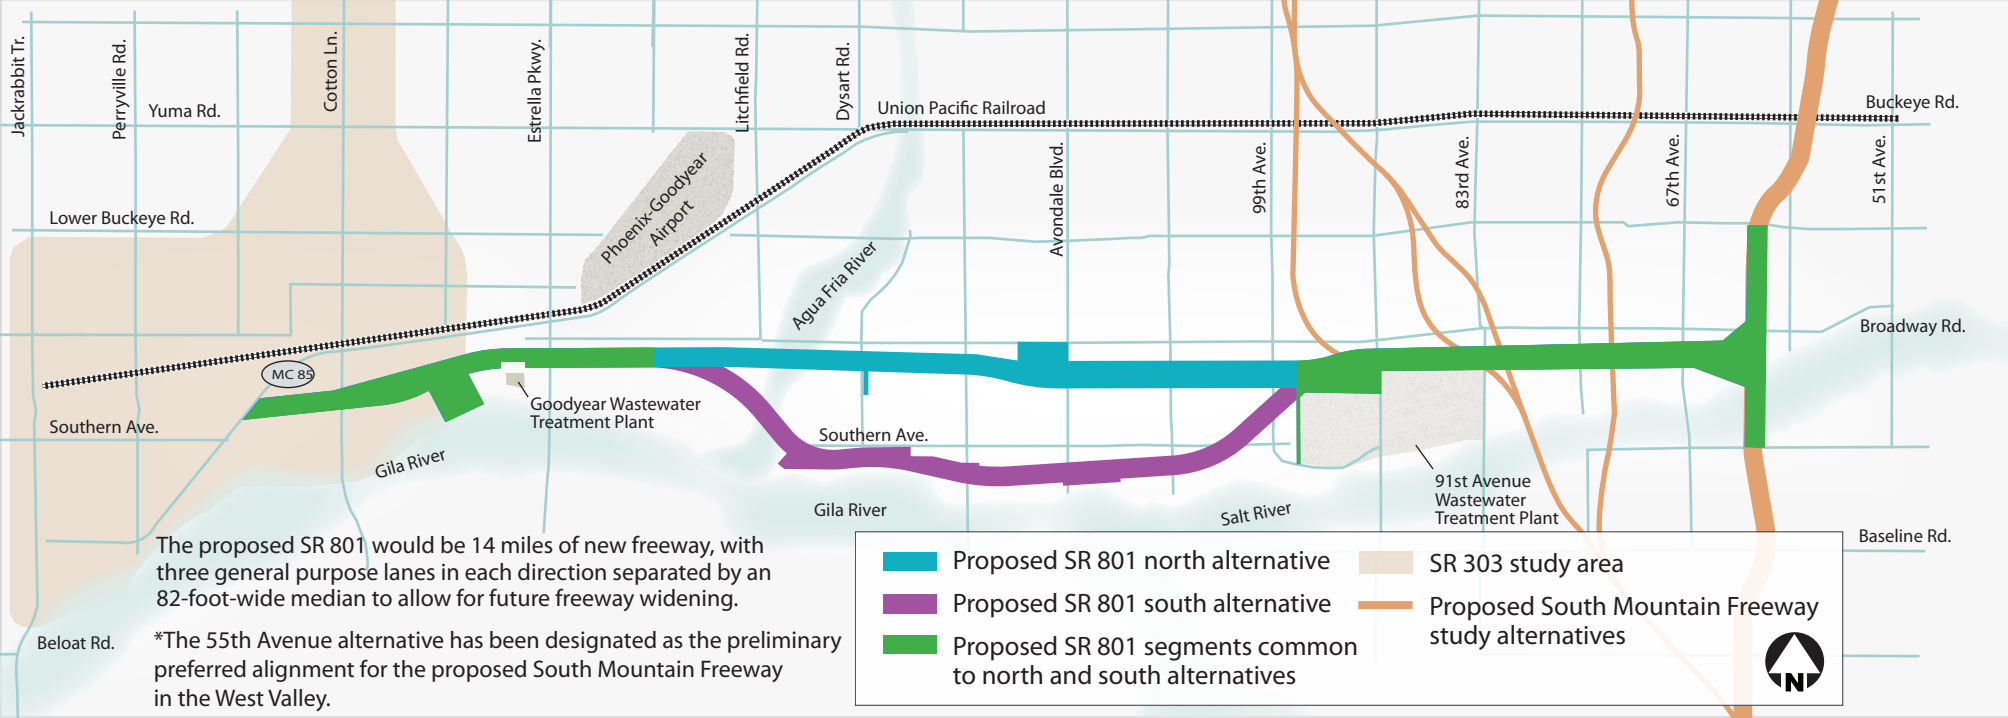 Jackrabbit Tr.
Perryville Rd.
Cotton Ln.
Estrella Pkwy.
Litchfield Rd.
Dysart Rd.
Yuma Rd.
Union Pacific Railroad
Buckeye Rd.
Avondale Blvd.
99th Ave.
83rd Ave.
67th Ave.
51st Ave.
Lower Buckeye Rd.
Phoenix-Goodyear
Airport
Agua Fria River
Broadway Rd.
MC 85
Goodyear Wastewater
Treatment Plant
Southern Ave.
Southern Ave.
Gila River
Gila River
Salt River
91st Avenue
Wastewater
Treatment Plant
Baseline Rd.
Beloat Rd.
The proposed SR 801 would be 14 miles of new freeway, with
three general purpose lanes in each direction separated by an
82-foot-wide median to allow for future freeway widening.
*The 55th Avenue alternative has been designated as the preliminary
preferred alignment for the proposed South Mountain Freeway
in the West Valley.
Proposed SR 801 north alternative
Proposed SR 801 south alternative
Proposed SR 801 segments common
to north and south alternatives
SR 303 study area
Proposed South Mountain Freeway
study alternatives
N